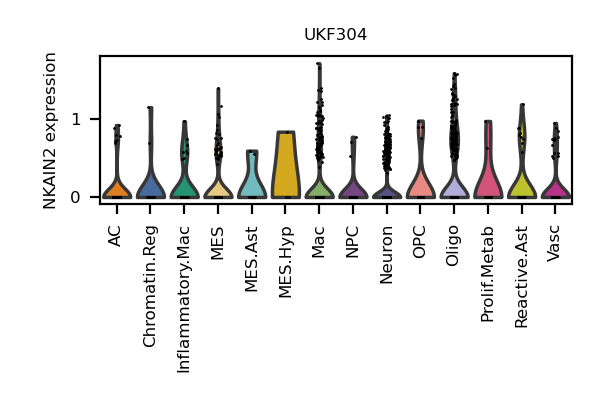 UKF304
NKAIN2 expression
1
0
AC
Chromatin.Reg
Inflammatory.Mac
MES
MES.Ast
MES.Hyp
Mac
NPC
Neuron
OPC
Oligo
Prolif.Metab
Reactive.Ast
Vasc